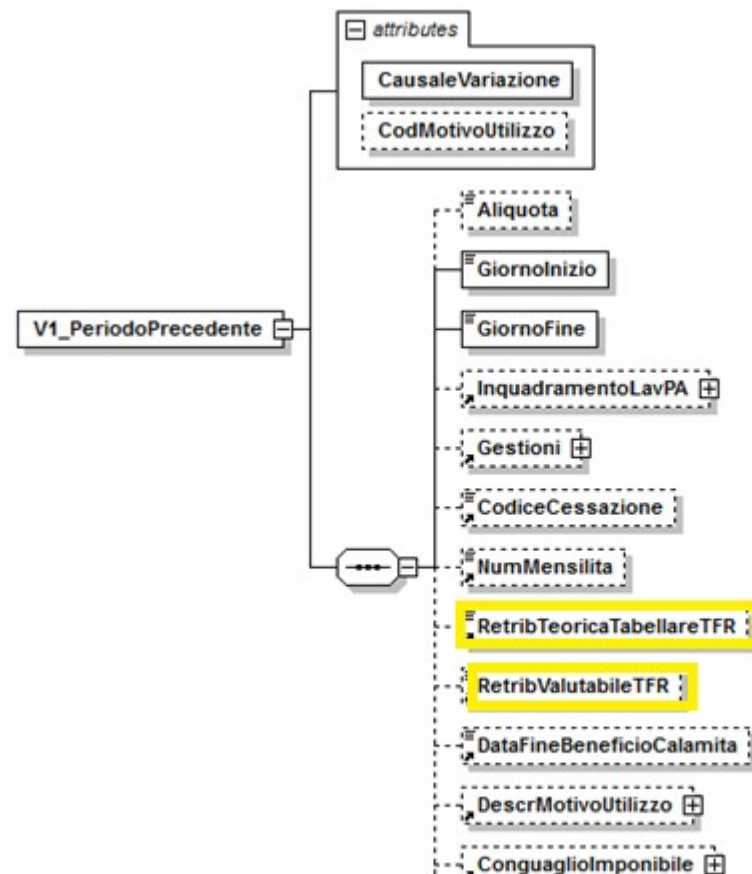 attributes
CausaleVariazione
CodMotivoUtilizzo
Aliquota
GiornoInizio
V1_PeriodoPrecedente
GiornoFine
InquadramentoLavPA
Gestioni
CodiceCessazione
NumMensilita
RetribTeoricaTabellareTFR
RetribValutabileTFR
DataFineBeneficioCalamita
DescrMotivoUtilizzo
ConguaglioImponibile